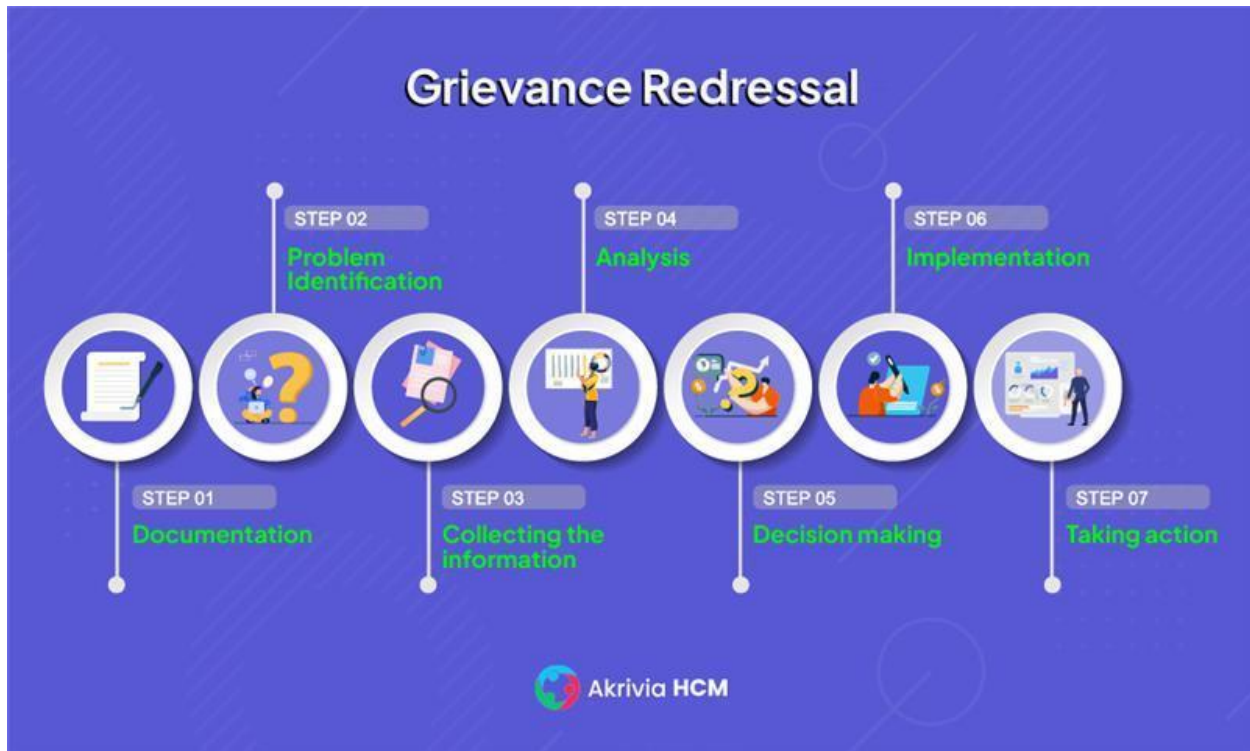 Grievance Redressal
STEP 01
Documentation
STEP 02
Problem
Identification
STEP 03
Collecting the
information
STEP 04
Analysis
STEP 05
Decision making
STEP 06
Implementation
STEP 07
Taking action
Akrivia HCM